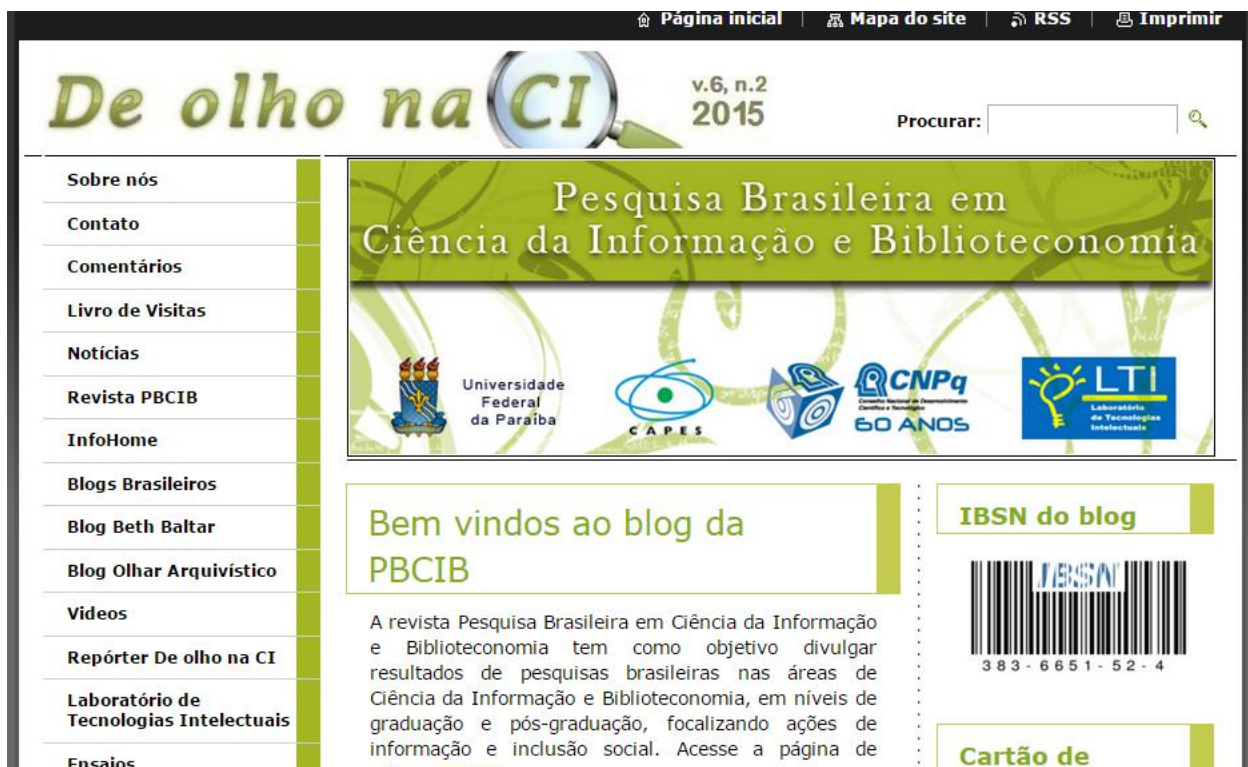 Página inicial
Mapa do site
RSS
Imprimir
De olho na CI
v.6, n.2
2015
Procurar:
Sobre nós
Contato
Comentários
Livro de Visitas
Notícias
Revista PBCIB
InfoHome
Blogs Brasileiros
Blog Beth Baltar
Blog Olhar Arquivístico
Videos
Repórter De olho na CI
Laboratório de
Tecnologias Intelectuais
Ensaios
Pesquisa Brasileira em
Ciência da Informação e Biblioteconomia
Universidade
Federal
da Paraíba
CAPES
CNPq
Conselho Nacional de Desenvolvimento
Científico e Tecnológico
60 ANOS
LTI
Laboratório
de Tecnologias
Intelectuais
Bem vindos ao blog da
PBCIB
A revista Pesquisa Brasileira em Ciência da Informação
e Biblioteconomia tem como objetivo divulgar
resultados de pesquisas brasileiras nas áreas de
Ciência da Informação e Biblioteconomia, em níveis de
graduação e pós-graduação, focalizando ações de
informação e inclusão social. Acesse a página de
IBSN do blog
IBSN
383-6651-52-4
Cartão de